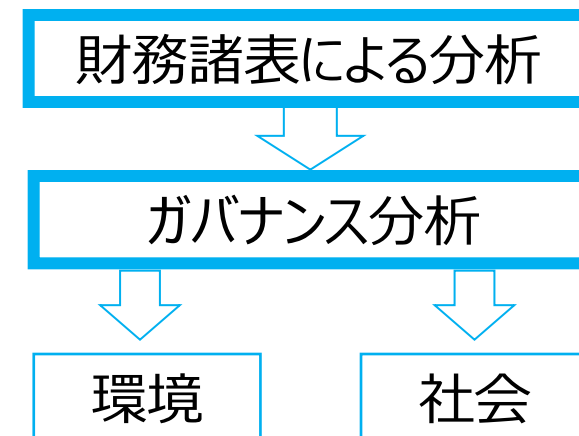 財務諸表による分析
ガバナンス分析
環境
社会